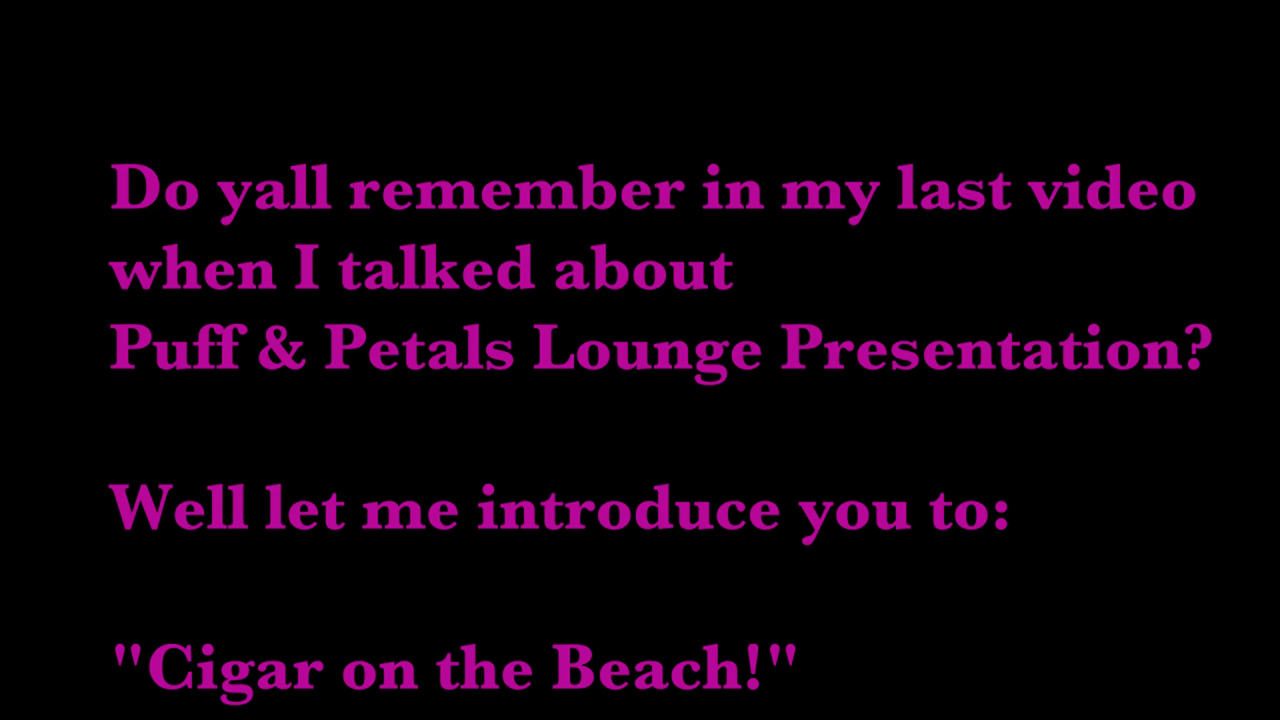 Do yall remember in my last video
when I talked about
Puff & Petals Lounge Presentation?
Well let me introduce you to:
"Cigar on the Beach!"